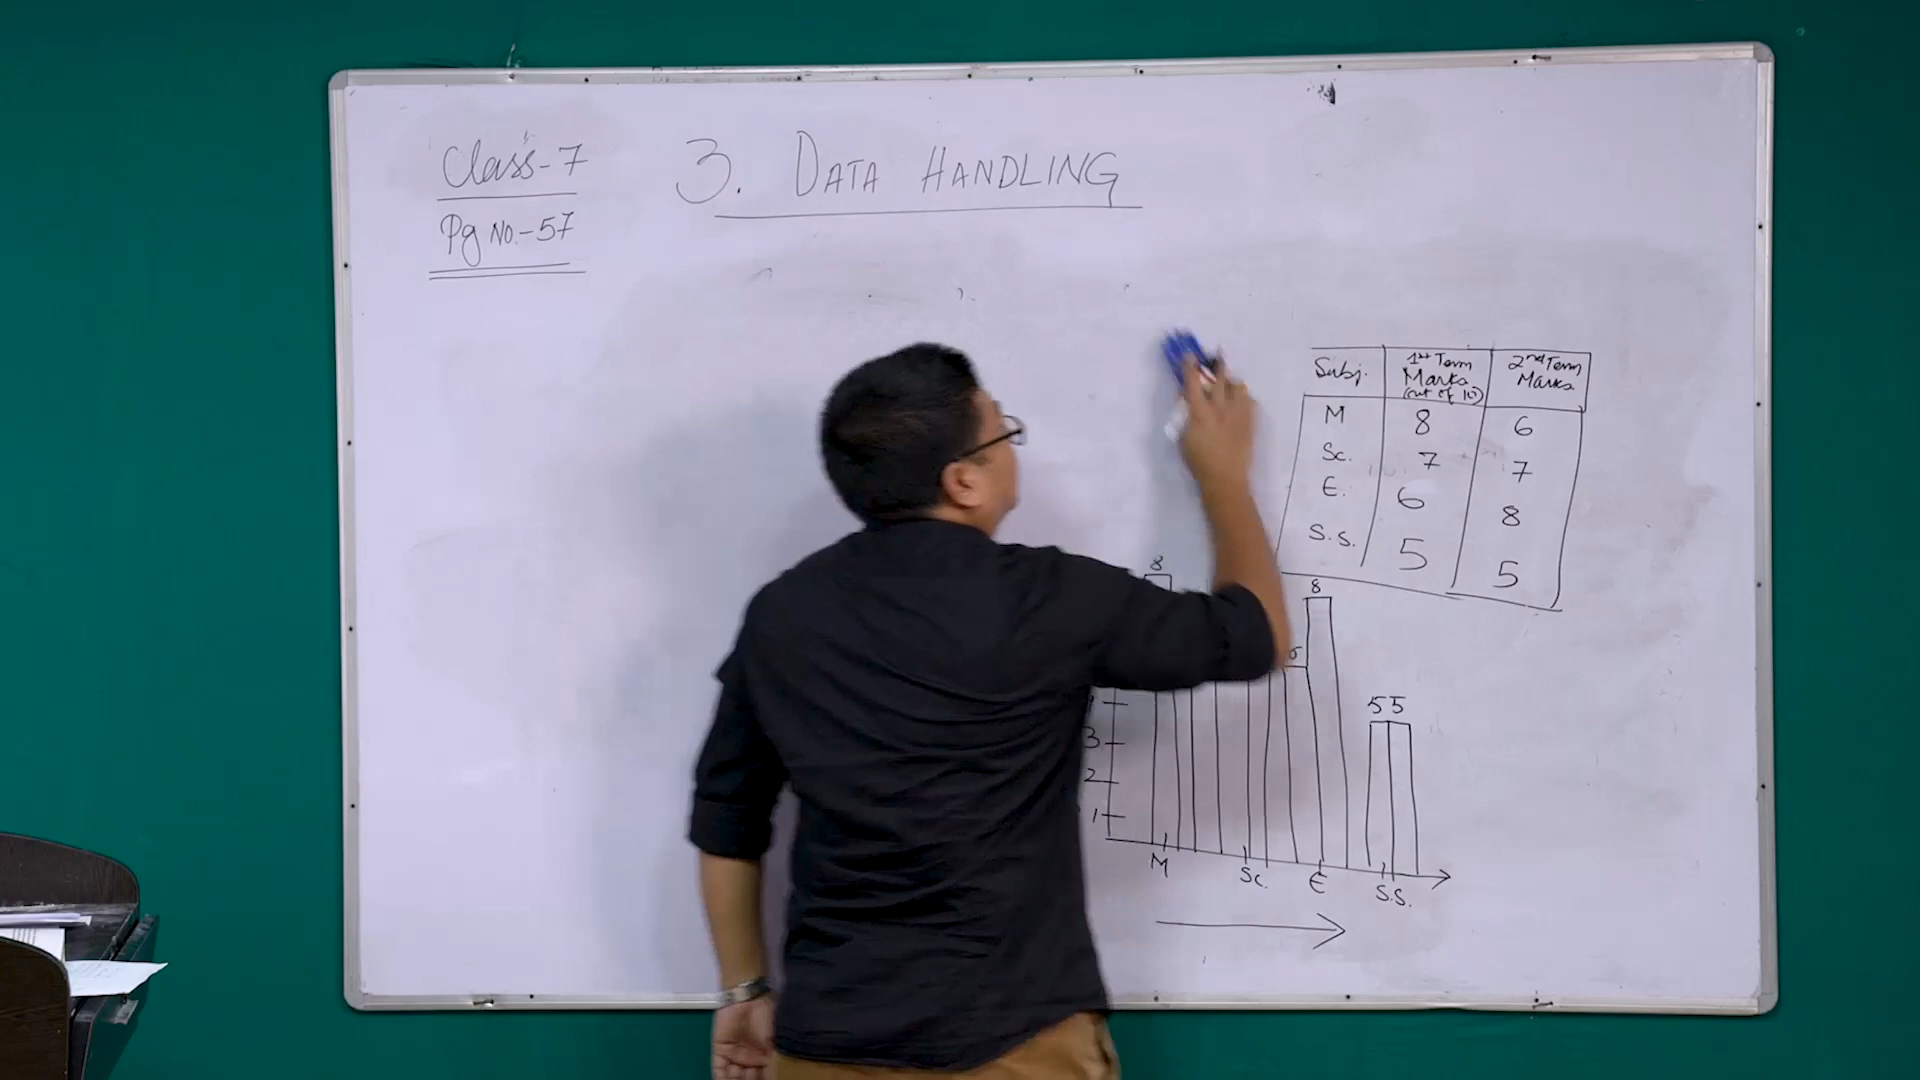 Class-7
Pg No.-57
3. DATA HANDLING
Subj. 1st Term Marks (out of 10) 2nd Term Marks
M 8 6
Sc. 7 7
E. 6 8
S.S. 5 5
8
8
6
5 5
3
2
1
M Sc. E S.S.